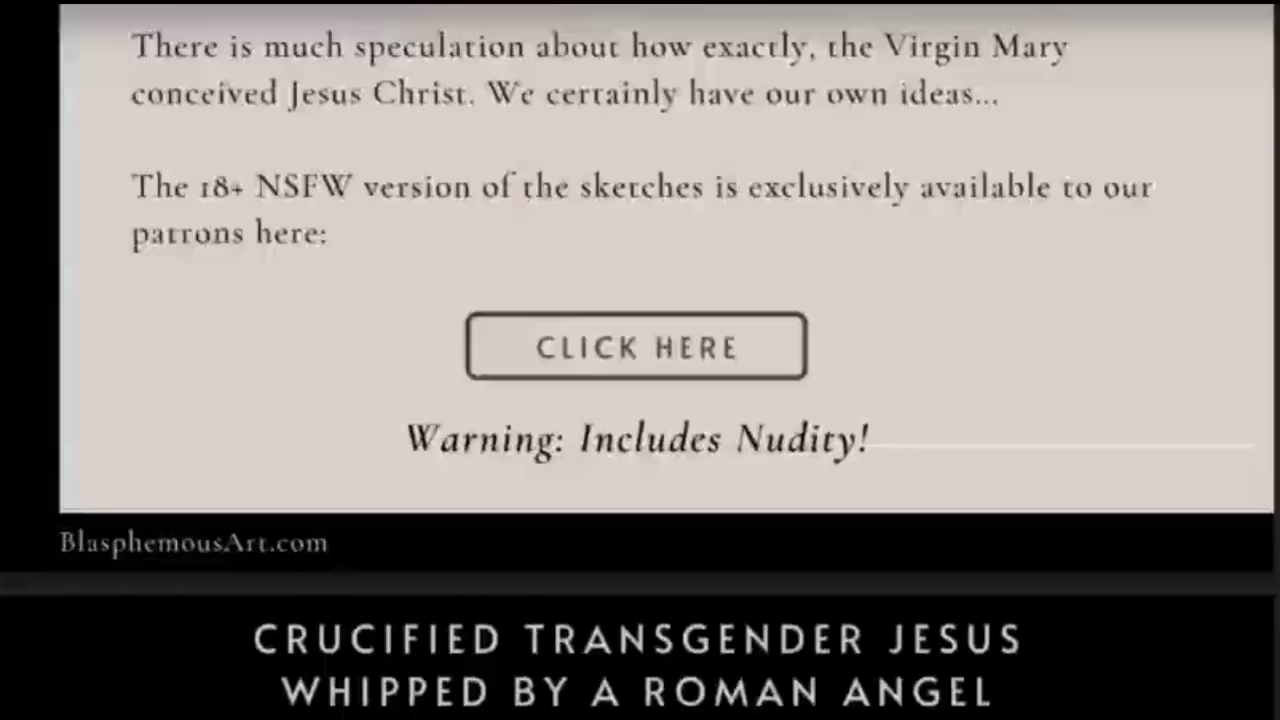 There is much speculation about how exactly, the Virgin Mary
conceived Jesus Christ. We certainly have our own ideas...
The 18+ NSFW version of the sketches is exclusively available to our
patrons here:
CLICK HERE
Warning: Includes Nudity!
BlasphemousArt.com
CRUCIFIED TRANSGENDER JESUS
WHIPPED BY A ROMAN ANGEL